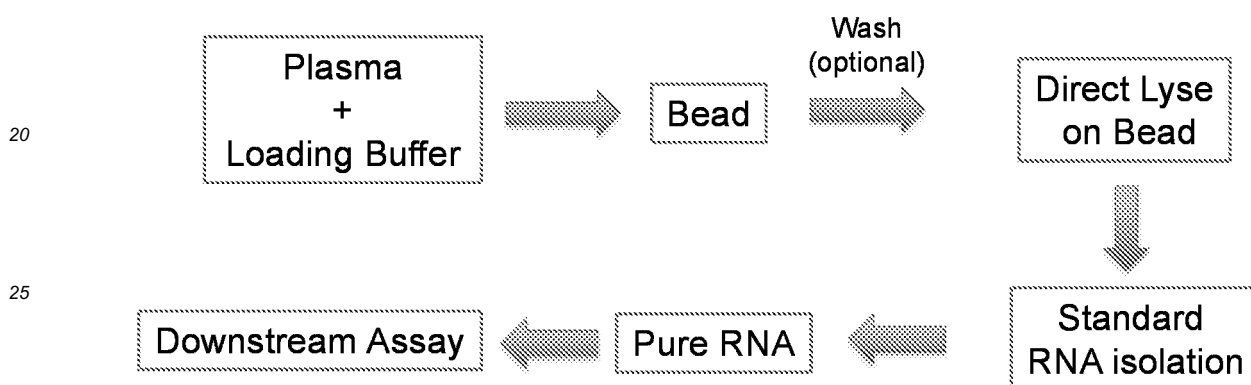 Plasma
+
Loading Buffer
Bead
Wash
(optional)
Direct Lyse
on Bead
20
25
Standard
RNA isolation
Pure RNA
Downstream Assay